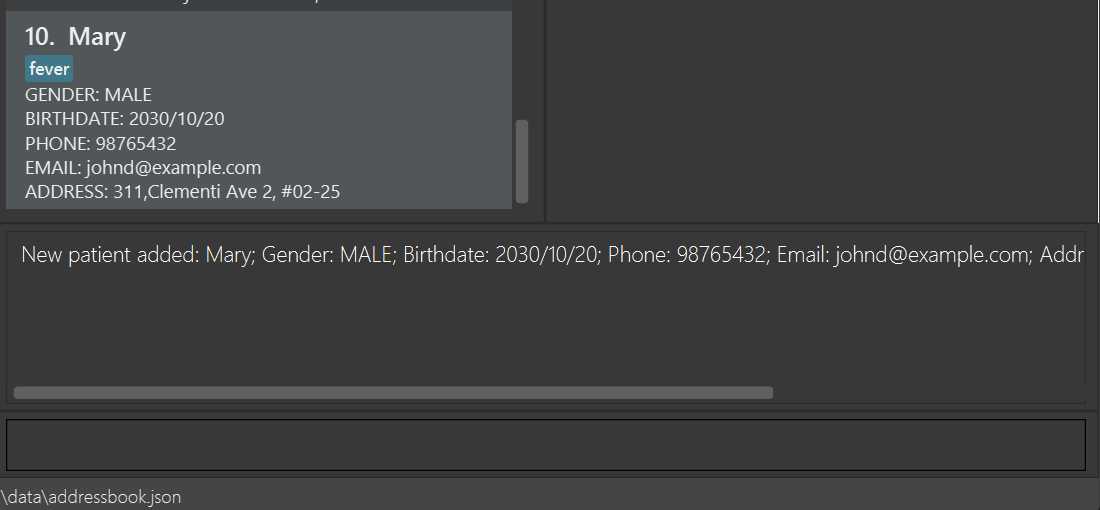 10. Mary
fever
GENDER: MALE
BIRTHDATE: 2030/10/20
PHONE: 98765432
EMAIL: johnd@example.com
ADDRESS: 311,Clementi Ave 2, #02-25
New patient added: Mary; Gender: MALE; Birthdate: 2030/10/20; Phone: 98765432; Email: johnd@example.com; Addr
\data\addressbook.json